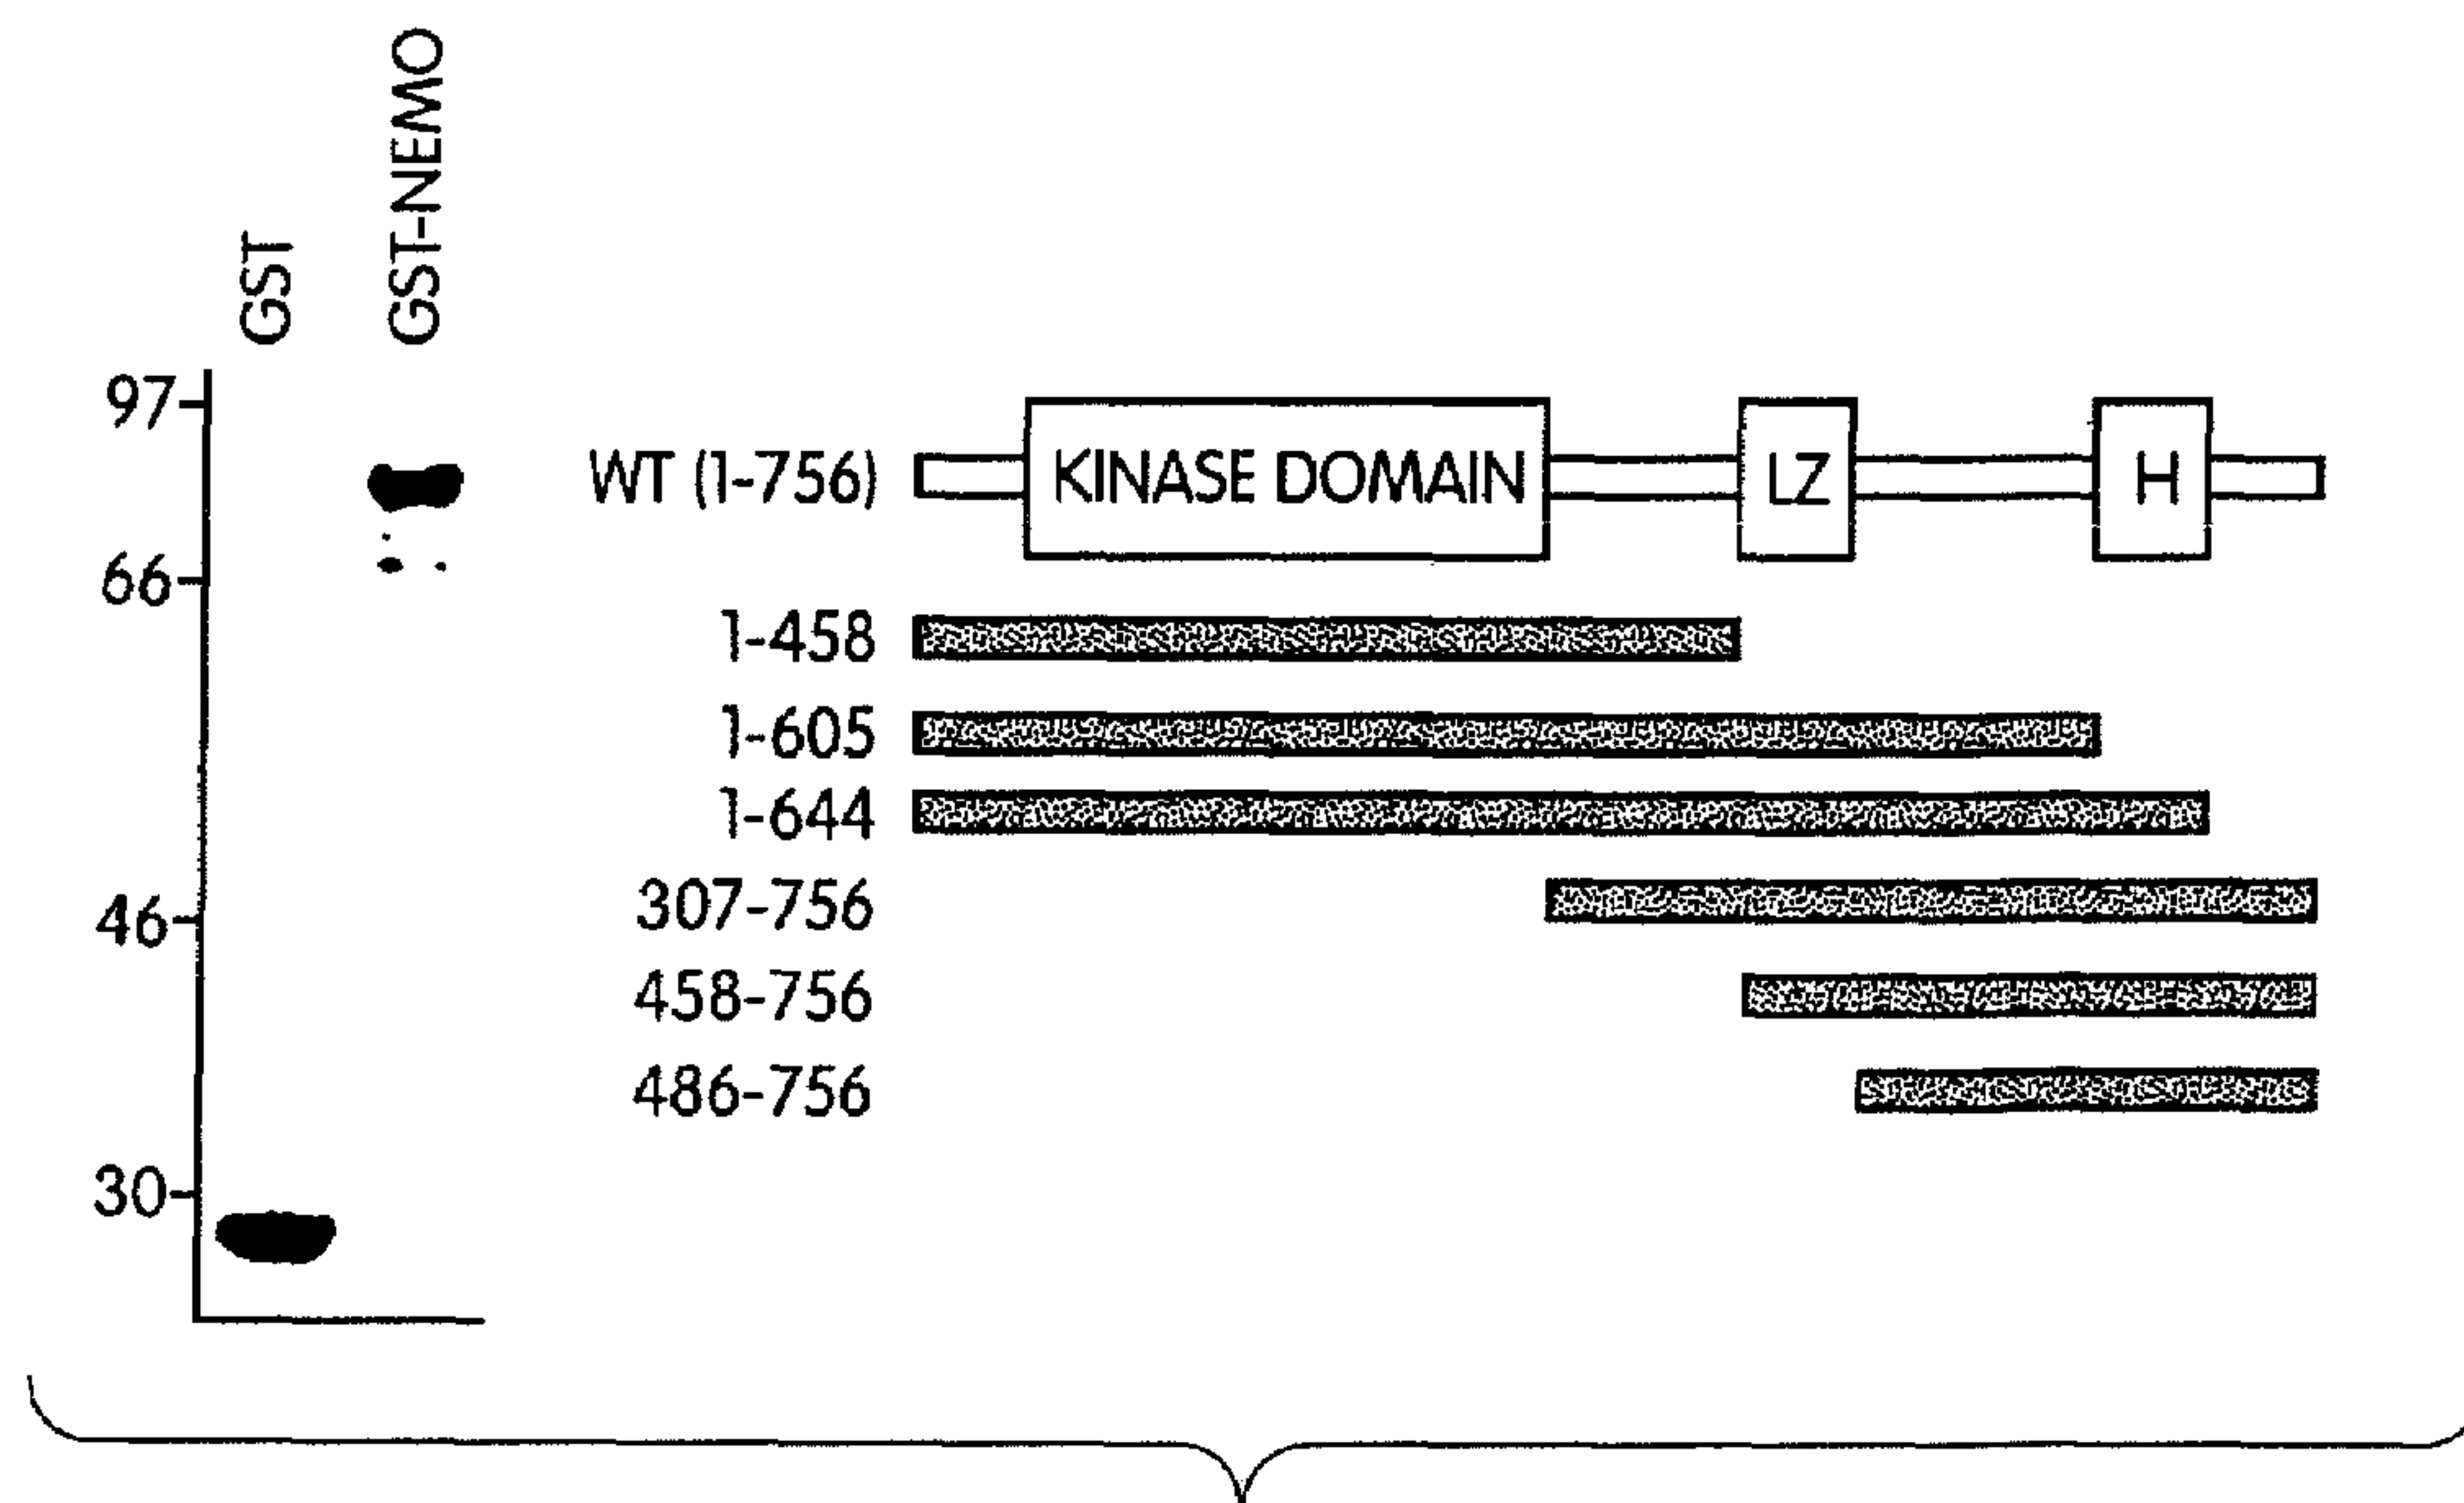 GST
GST-NEMO
97
66
46
30
WT (1-756)
KINASE DOMAIN
LZ
H
1-458
1-605
1-644
307-756
458-756
486-756